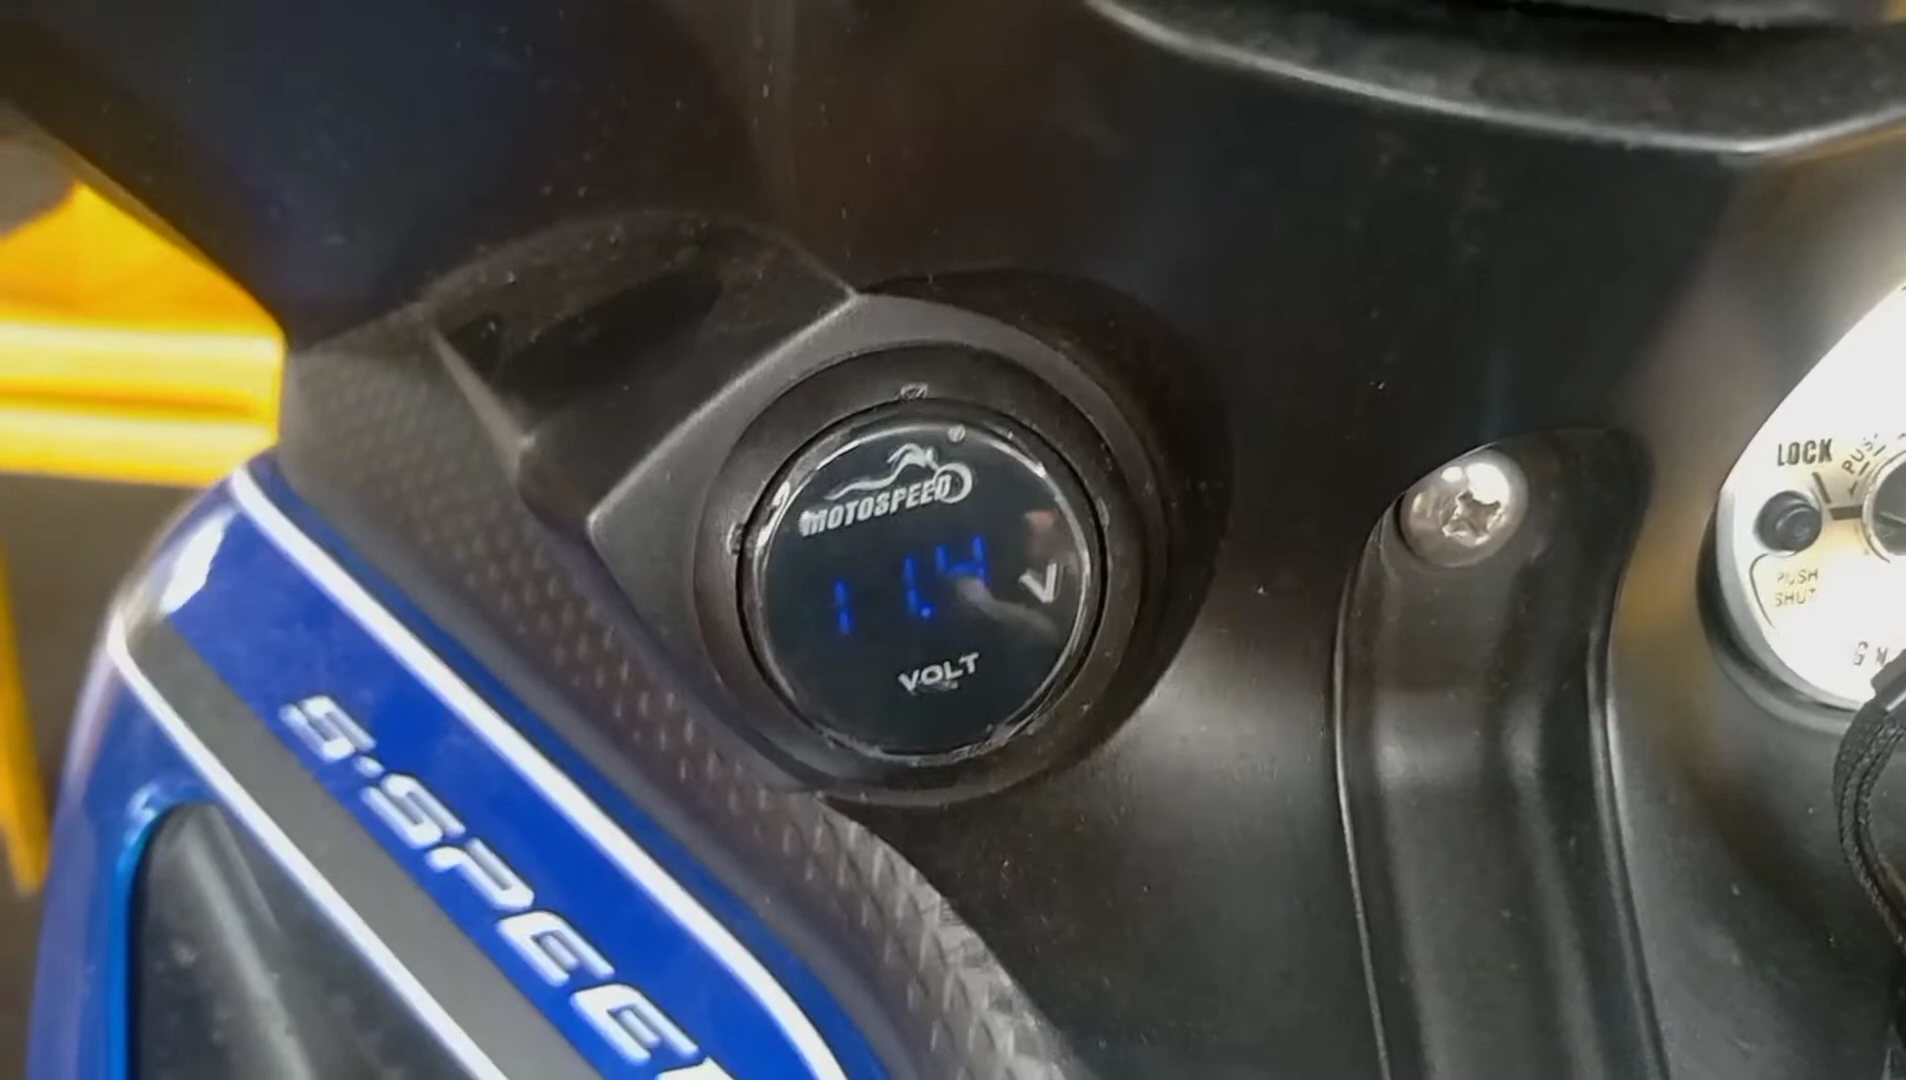 MOTOSPEED
11.4 V
VOLT
5-SPEE
LOCK
PUSH
PUSH
SHUT